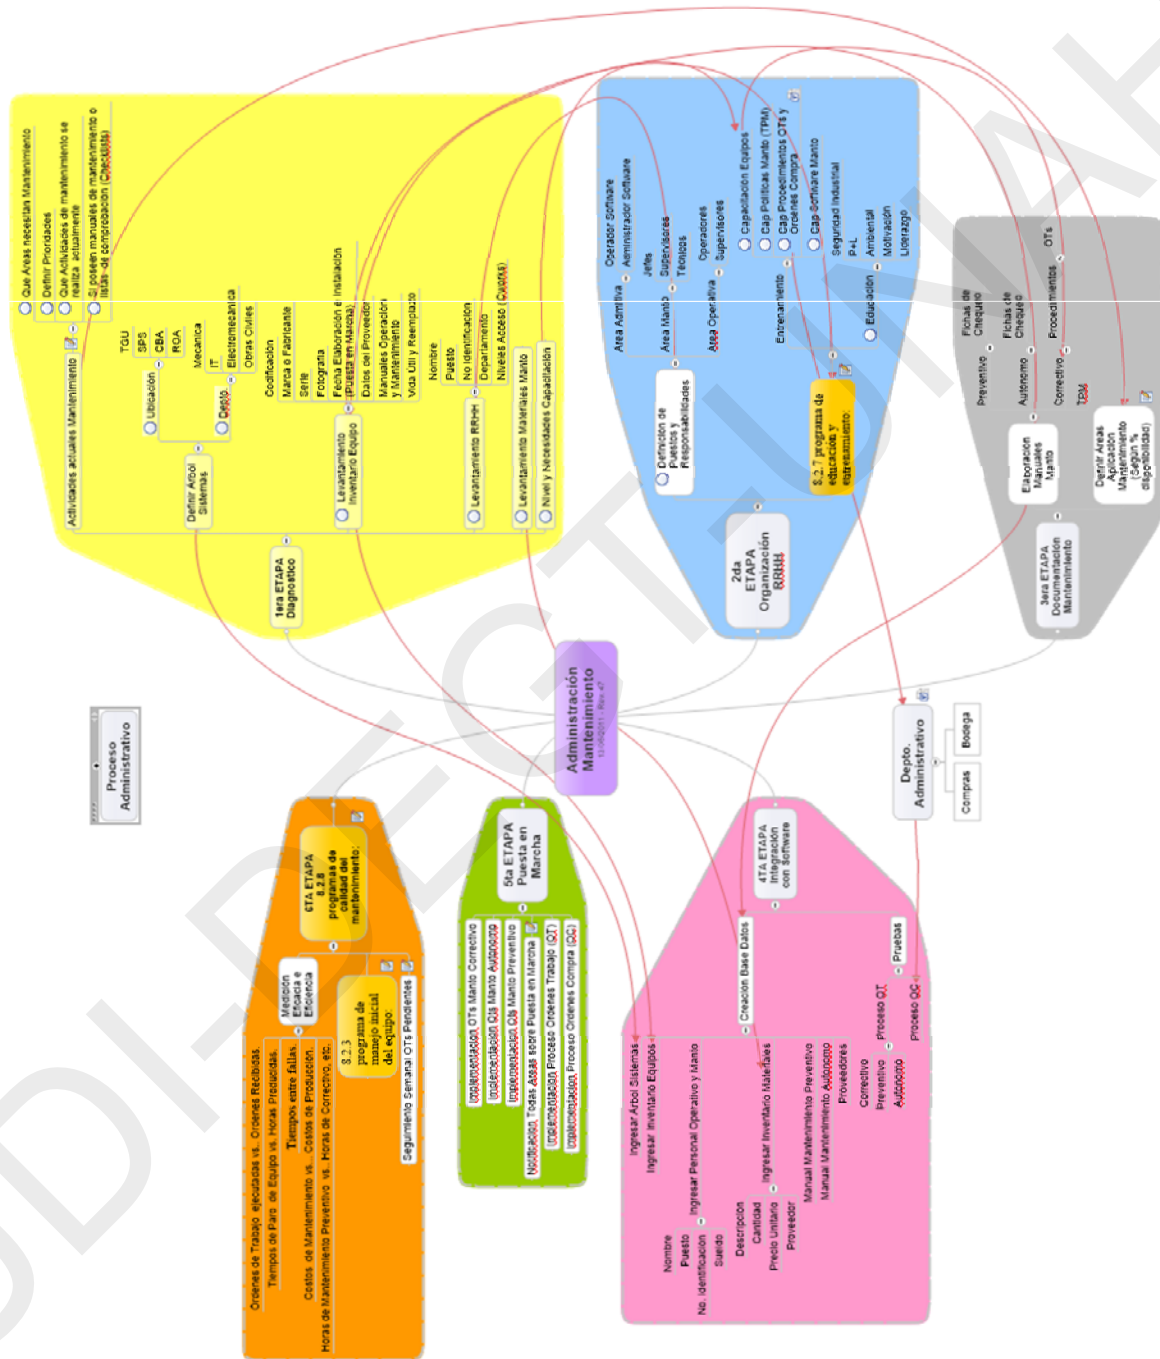 Proceso
Administrativo
Administración
Mantenimiento
1era ETAPA
Diagnostico
Actividades actuales Mantenimiento
Que Areas necesitan Mantenimiento
Definir Prioridades
Que Actividades de mantenimiento se
realiza actualmente
Si poseen manuales de mantenimiento o
listas de comprobación (Checklists)
Definir Arbol
Sistemas
Ubicación
TGU
SPS
CBA
ROA
Depto.
Mecánica
IT
Electromecánica
Obras Civiles
Levantamiento
Inventario Equipo
Codificación
Marca o Fabricante
Serie
Fotografia
Fecha Elaboración é Instalación
(Puesta en Marcha)
Datos del Proveedor
Manuales Operación
y Mantenimiento
Vida Util y Reemplazo
Levantamiento RRHH
Nombre
Puesto
No Identificación
Departamento
Niveles Acceso (Cworks)
Levantamiento Materiales Manto
Nivel y Necesidades Capacitación
2da
ETAPA
Organización
RRHH
Definición de
Puestos y
Responsabilidades
Area Admitiva
Operador Software
Administrador Software
Area Manto
Jefes
Supervisores
Técnicos
Area Operativa
Operadores
Supervisores
8.2.7 programa de
educación y
entrenamiento:
Entrenamiento
Capacitación Equipos
Cap Políticas Manto (TPM)
Cap Procedimientos OTs y
Ordenes Compra
Cap Software Manto
Educación
Seguridad Industrial
P+L
Ambiental
Motivación
Liderazgo
3era ETAPA
Documentación
Mantenimiento
Elaboración
Manuales
Manto
Preventivo
Fichas de
Chequeo
Autónomo
Fichas de
Chequeo
Correctivo
Procedimientos
OTs
TPM
Definir Areas
Aplicación
Mantenimiento
(Según %
disponibilidad)
6TA ETAPA
8.2.8
programas de
calidad del
mantenimiento:
Medición
Eficacia e
Eficiencia
Ordenes de Trabajo ejecutadas vs. Ordenes Recibidas.
Tiempos de Paro de Equipo vs. Horas Producidas.
Tiempos entre fallas.
Costos de Mantenimiento vs.. Costos de Producción.
Horas de Mantenimiento Preventivo vs. Horas de Correctivo, etc.
8.2.3
programa de
manejo inicial
del equipo:
Seguimiento Semanal OTs Pendientes
5ta ETAPA
Puesta en
Marcha
Implementacion OTs Manto Correctivo
Implementacion Ots Manto Autonomo
Implementacion Ots Manto Preventivo
Notificacion Todas Areas sobre Puesta en Marcha
Implementacion Proceso Ordenes Trabajo (OT)
Implementacion Proceso Ordenes Compra (OC)
4TA ETAPA
Integración
con Software
Creación Base Datos
Ingresar Arbol Sistemas
Ingresar Inventario Equipos
Ingresar Personal Operativo y Manto
Nombre
Puesto
No. Identificación
Sueldo
Ingresar Inventario Materiales
Descripción
Cantidad
Precio Unitario
Proveedor
Manual Mantenimiento Preventivo
Manual Mantenimiento Autonomo
Proveedores
Pruebas
Proceso OT
Correctivo
Preventivo
Autonomo
Proceso OC
Depto.
Administrativo
Compras
Bodega